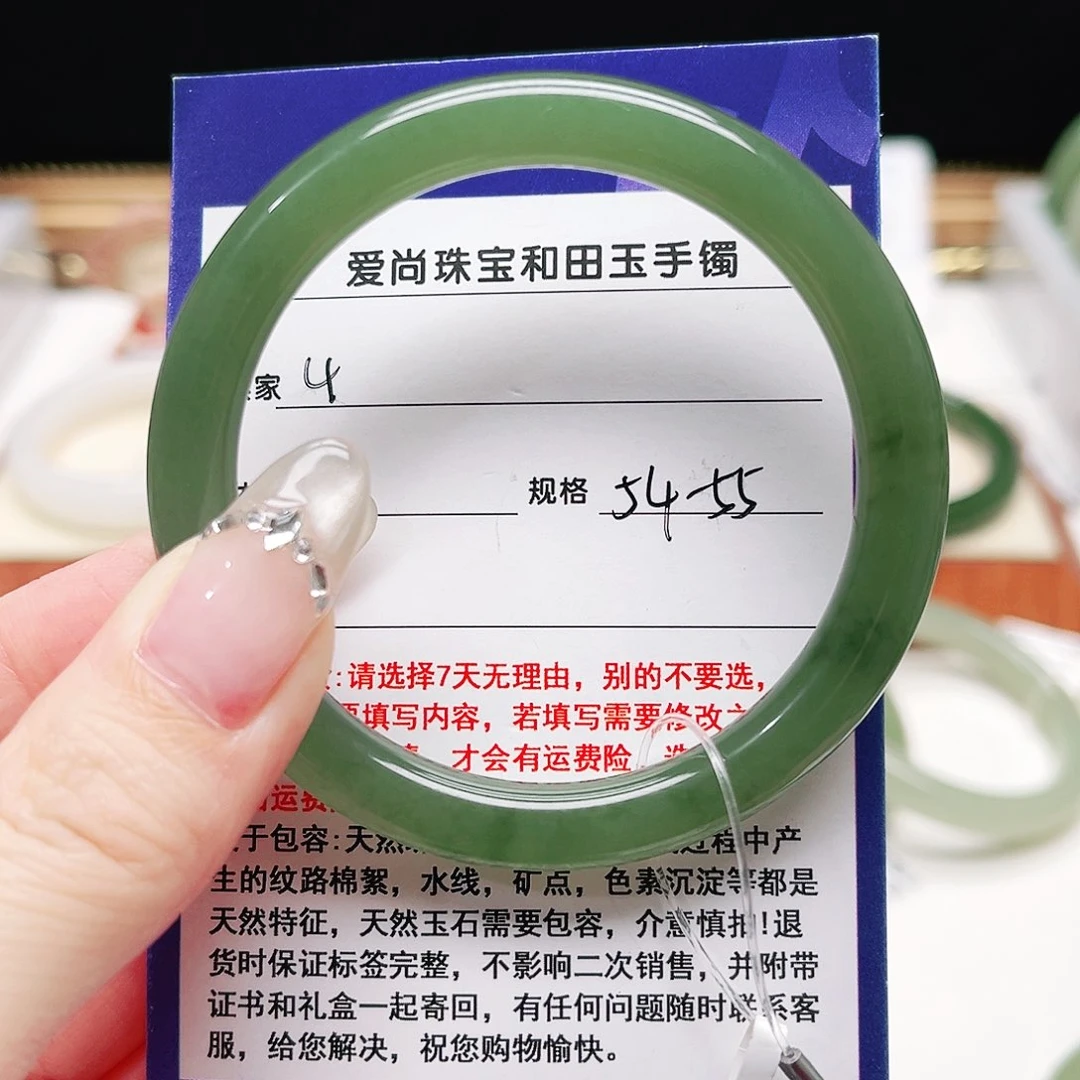 爱尚珠宝和田玉手镯
家 4
规格 54-55
:请选择7天无理由，别的不要选，
填写内容，若填写需要修改
才会有运费险
运费
于包容:天然 过程中产
生的纹路棉絮，水线，矿点，色素沉淀等都是
天然特征，天然玉石需要包容，介意慎拍!退
货时保证标签完整，不影响二次销售，并附带
证书和礼盒一起寄回，有任何问题随时联系客
服，给您解决，祝您购物愉快。